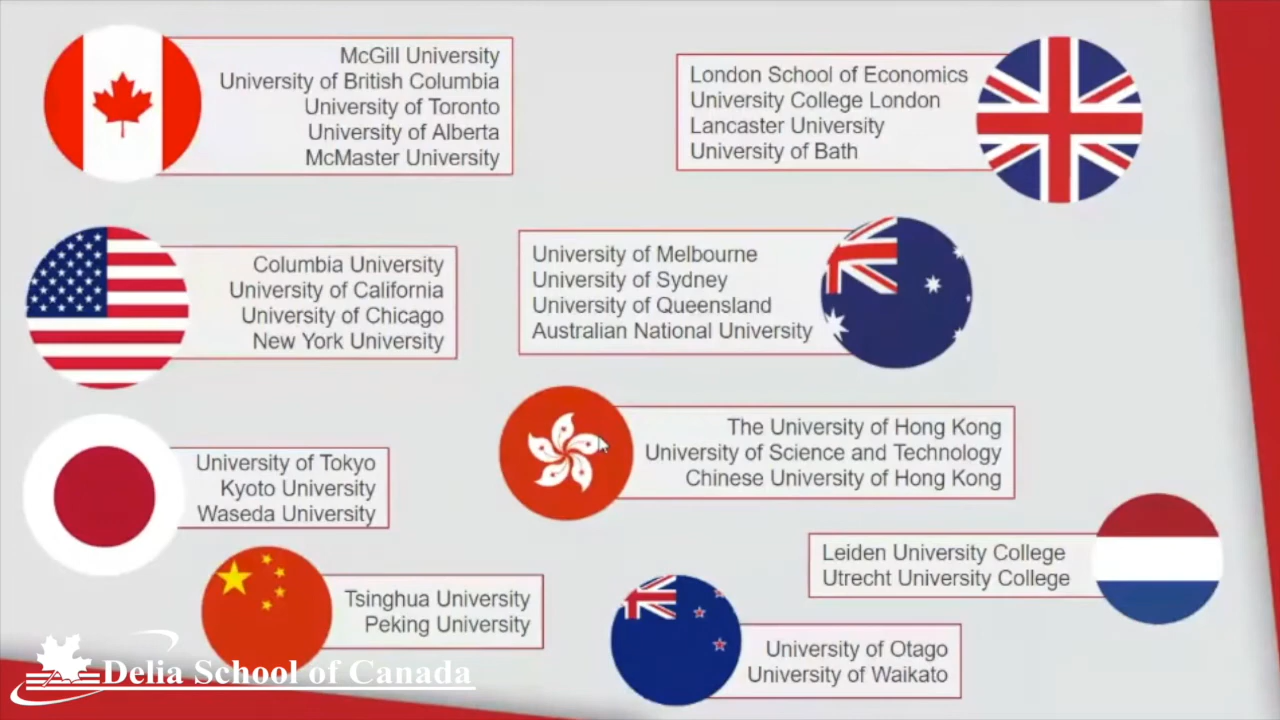 McGill University
University of British Columbia
University of Toronto
University of Alberta
McMaster University
London School of Economics
University College London
Lancaster University
University of Bath
Columbia University
University of California
University of Chicago
New York University
University of Melbourne
University of Sydney
University of Queensland
Australian National University
The University of Hong Kong
University of Science and Technology
Chinese University of Hong Kong
University of Tokyo
Kyoto University
Waseda University
Leiden University College
Utrecht University College
Tsinghua University
Peking University
University of Otago
University of Waikato
Delia School of Canada